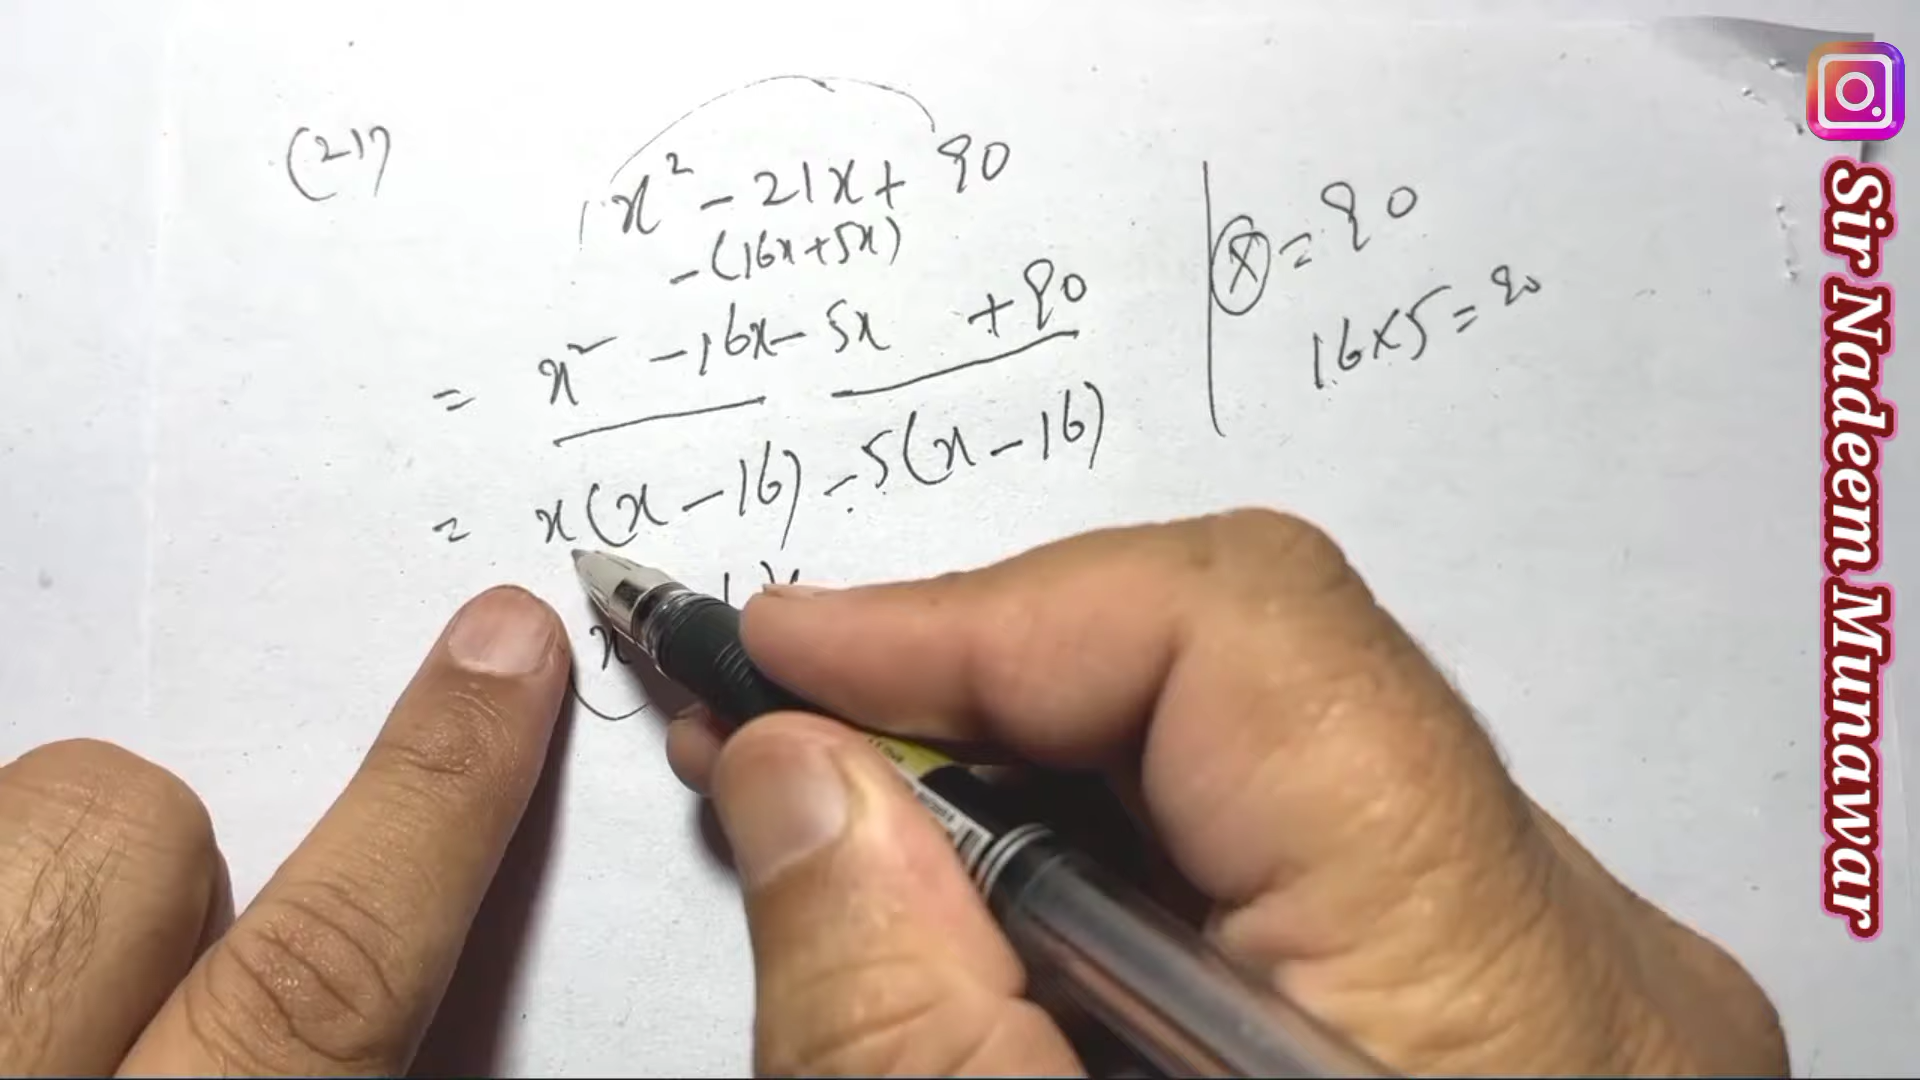 (21)
x² - 21x + 80
-(16x+5x)
= x² - 16x - 5x + 80
= x(x - 16) - 5(x - 16)
x
x = 80
16×5 = 80
Sir Nadeem Munawar